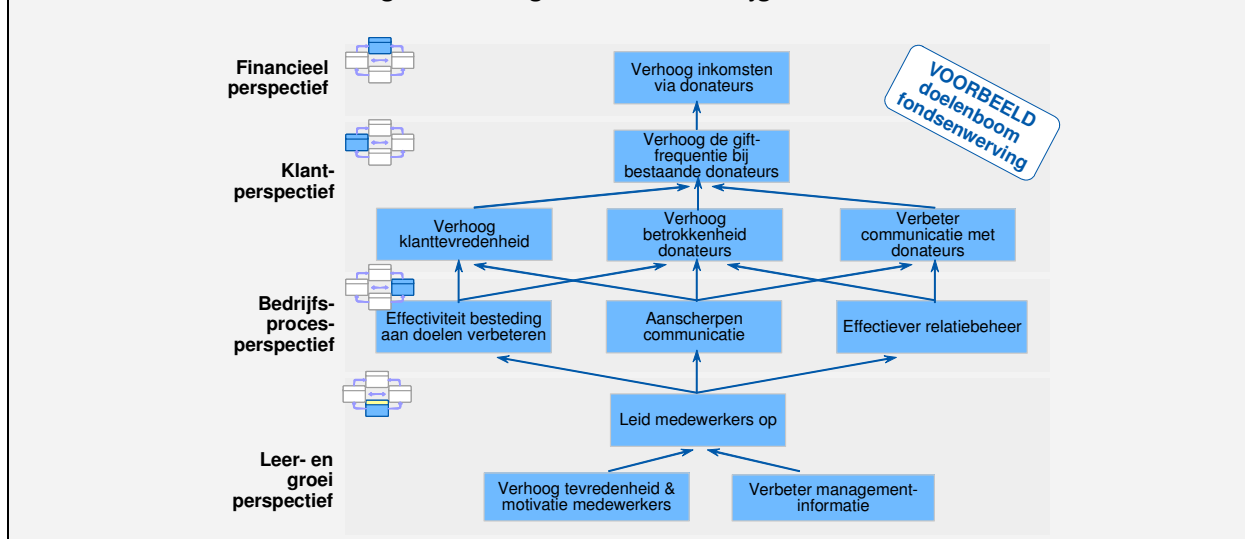 Financieel
perspectief
Verhoog inkomsten
via donateurs
VOORBEELD
doelenboom
fondsenwerving
Klant-
perspectief
Verhoog de gift-
frequentie bij
bestaande donateurs
Verhoog
klanttevredenheid
Verhoog
betrokkenheid
donateurs
Verbeter
communicatie met
donateurs
Bedrijfs-
proces-
perspectief
Effectiviteit besteding
aan doelen verbeteren
Aanscherpen
communicatie
Effectiever relatiebeheer
Leer- en
groei
perspectief
Leid medewerkers op
Verhoog tevredenheid &
motivatie medewerkers
Verbeter management-
informatie